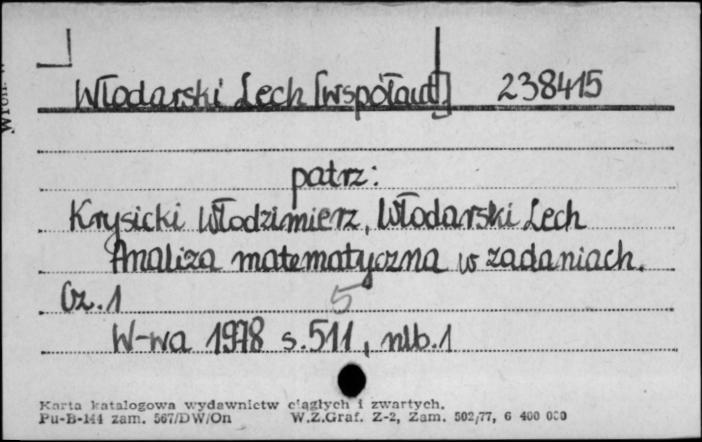 Włodarski Lech [współaut] 238415
patrz:
Krysicki Włodzimierz, Włodarski Lech
Analiza matematyczna w zadaniach.
Cz. 1 5
W-wa 1978 s. 511, nlb. 1
Karta katalogowa wydawnictw ciągłych i zwartych.
Pu-B-144 zam. 567/DW/On W.Z.Graf. Z-2, Zam. 502/77, 6 400 000